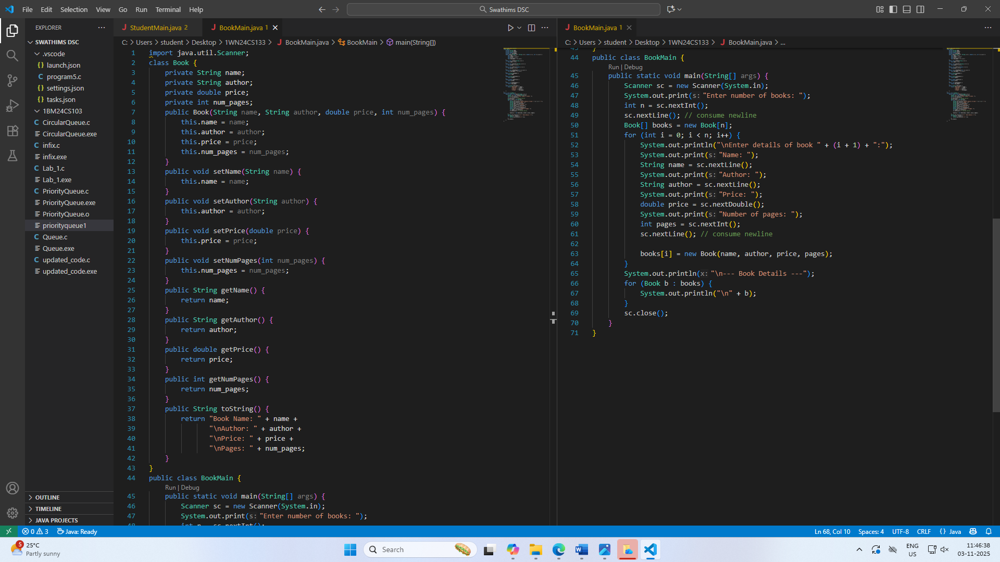 File Edit Selection View Go Run Terminal Help
Swathims DSC
EXPLORER
SWATHIMS DSC
.vscode
{} launch.json
C program5.c
{} settings.json
{} tasks.json
1BM24CS103
C CircularQueue.c
CircularQueue.exe
C infix.c
infix.exe
C Lab_1.c
Lab_1.exe
C PriorityQueue.c
PriorityQueue.exe
PriorityQueue.o
priorityqueue1
C Queue.c
Queue.exe
C updated_code.c
updated_code.exe
OUTLINE
TIMELINE
JAVA PROJECTS
J StudentMain.java 2
J BookMain.java 1
C: > Users > student > Desktop > 1WN24CS133 > J BookMain.java > BookMain > main(String[])
1 import java.util.Scanner;
2 class Book {
3 private String name;
4 private String author;
5 private double price;
6 private int num_pages;
7 public Book(String name, String author, double price, int num_pages) {
8 this.name = name;
9 this.author = author;
10 this.price = price;
11 this.num_pages = num_pages;
12 }
13 public void setName(String name) {
14 this.name = name;
15 }
16 public void setAuthor(String author) {
17 this.author = author;
18 }
19 public void setPrice(double price) {
20 this.price = price;
21 }
22 public void setNumPages(int num_pages) {
23 this.num_pages = num_pages;
24 }
25 public String getName() {
26 return name;
27 }
28 public String getAuthor() {
29 return author;
30 }
31 public double getPrice() {
32 return price;
33 }
34 public int getNumPages() {
35 return num_pages;
36 }
37 public String toString() {
38 return "Book Name: " + name +
39 "\nAuthor: " + author +
40 "\nPrice: " + price +
41 "\nPages: " + num_pages;
42 }
43 }
44 public class BookMain {
Run | Debug
45 public static void main(String[] args) {
46 Scanner sc = new Scanner(System.in);
47 System.out.print(s: "Enter number of books: ");
48 int n = sc.nextInt();
J BookMain.java 1
C: > Users > student > Desktop > 1WN24CS133 > J BookMain.java > ...
43 }
44 public class BookMain {
Run | Debug
45 public static void main(String[] args) {
46 Scanner sc = new Scanner(System.in);
47 System.out.print(s: "Enter number of books: ");
48 int n = sc.nextInt();
49 sc.nextLine(); // consume newline
50 Book[] books = new Book[n];
51 for (int i = 0; i < n; i++) {
52 System.out.println("\nEnter details of book " + (i + 1) + ":");
53 System.out.print(s: "Name: ");
54 String name = sc.nextLine();
55 System.out.print(s: "Author: ");
56 String author = sc.nextLine();
57 System.out.print(s: "Price: ");
58 double price = sc.nextDouble();
59 System.out.print(s: "Number of pages: ");
60 int pages = sc.nextInt();
61 sc.nextLine(); // consume newline
62
63 books[i] = new Book(name, author, price, pages);
64 }
65 System.out.println(x: "\n--- Book Details ---");
66 for (Book b : books) {
67 System.out.println("\n" + b);
68 }
69 sc.close();
70 }
71 }
0 3 Java: Ready
Ln 68, Col 10 Spaces: 4 UTF-8 CRLF {} Java
5
25°C
Partly sunny
Search
ENG
US
11:46:38
03-11-2025